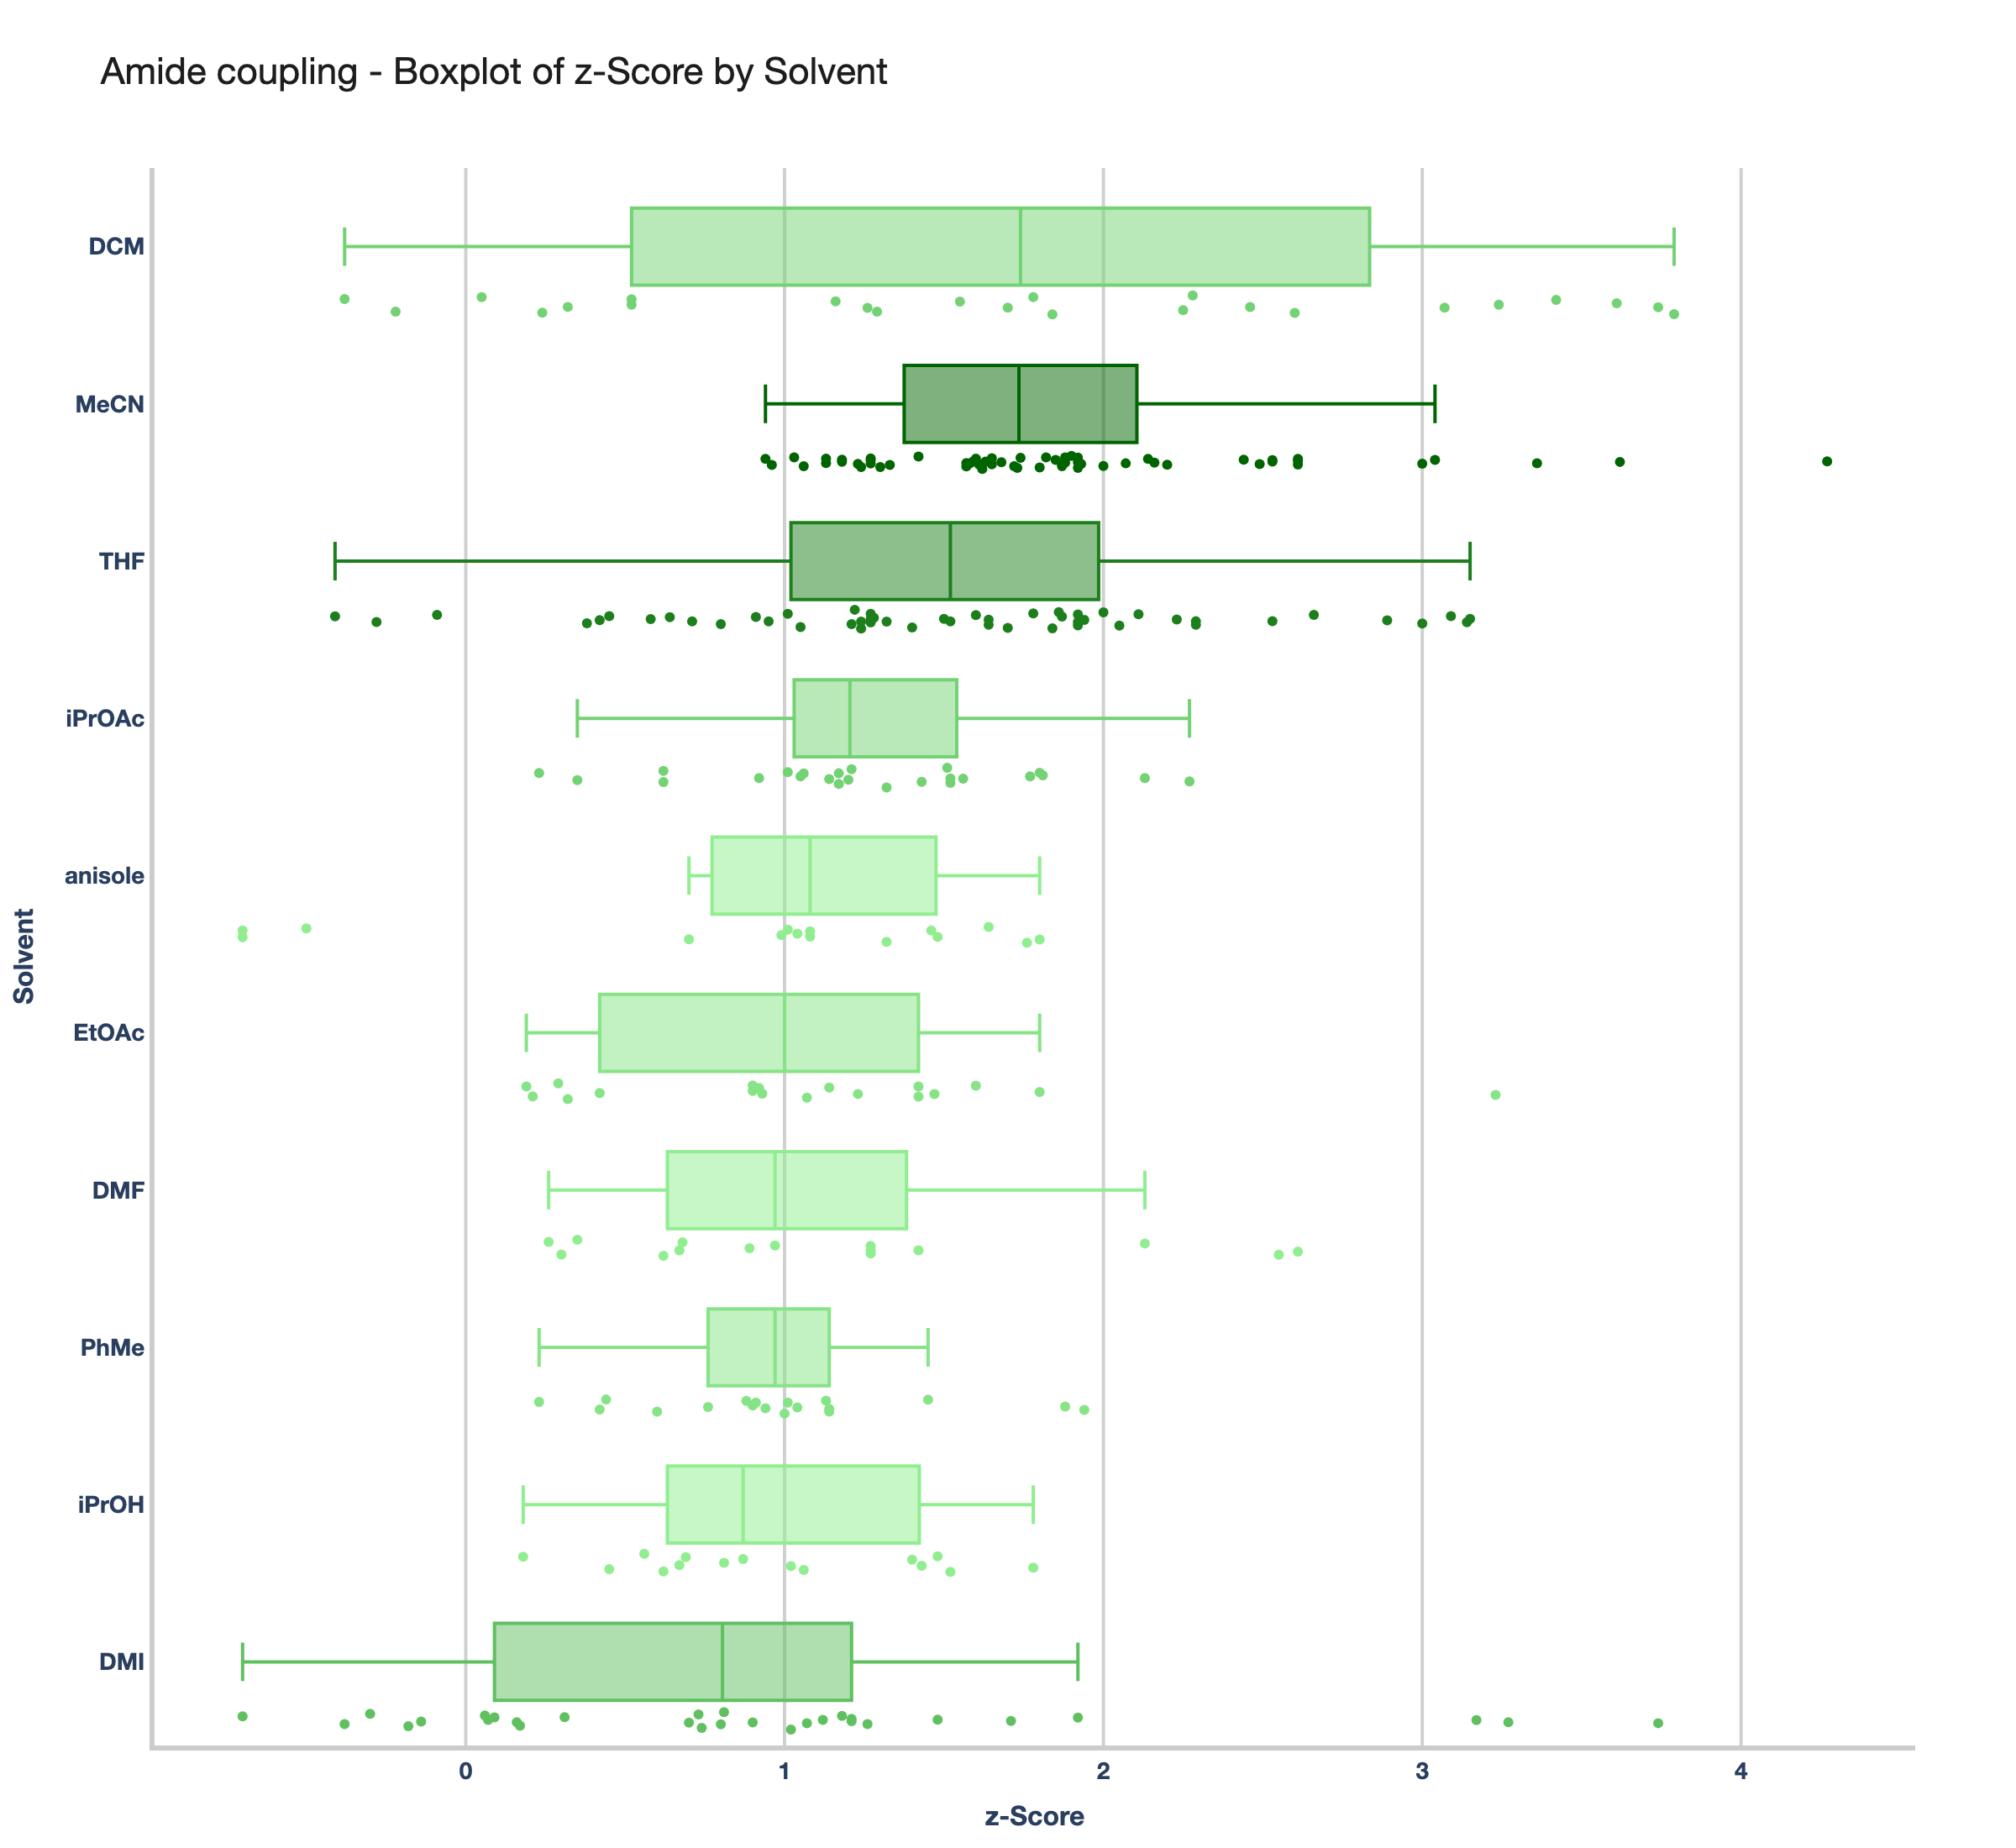 Amide coupling - Boxplot of z-Score by Solvent
DCM
MeCN
THF
iPrOAc
anisole
EtOAc
DMF
PhMe
iPrOH
DMI
Solvent
0 1 2 3 4
z-Score